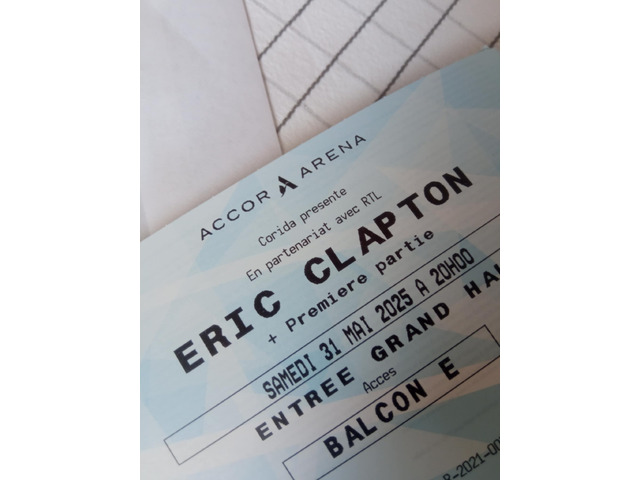 ACCOR ARENA
Corida presente
En partenariat avec RTL
ERIC CLAPTON
+ Premiere partie
SAMEDI 31 MAI 2025 A 20H00
ENTREE GRAND
Acces
BALCON E